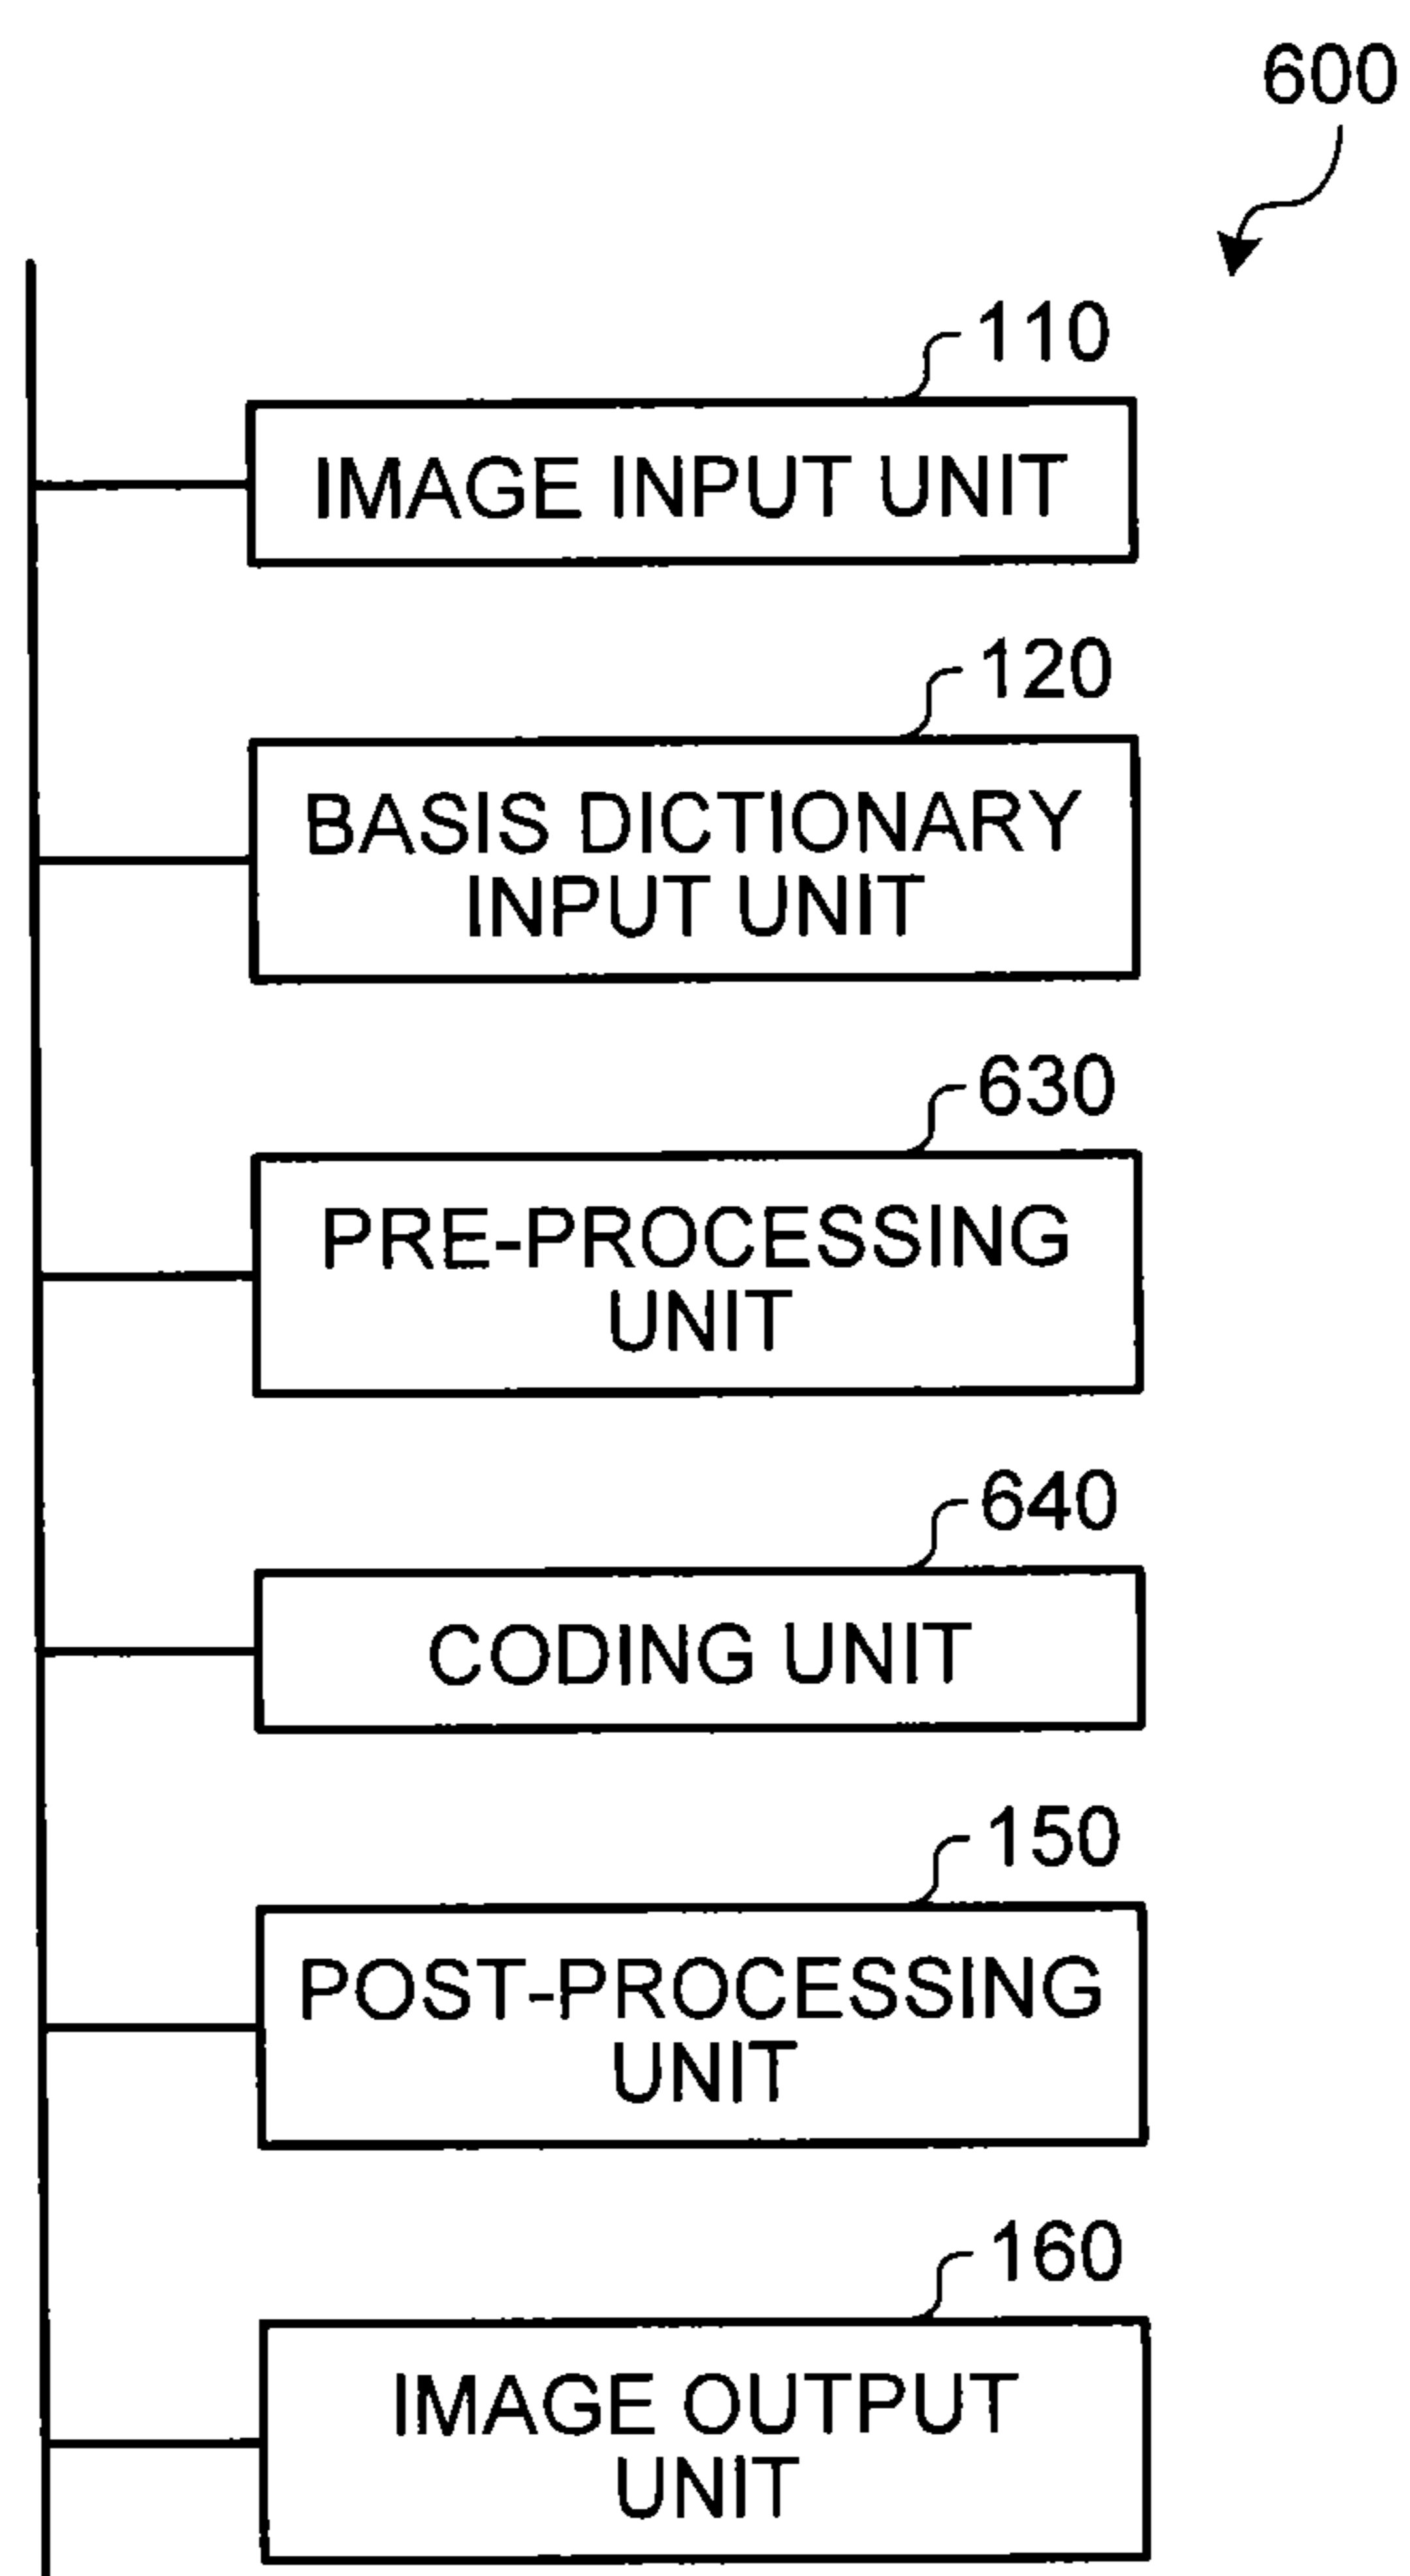 600
110
IMAGE INPUT UNIT
120
BASIS DICTIONARY
INPUT UNIT
630
PRE-PROCESSING
UNIT
640
CODING UNIT
150
POST-PROCESSING
UNIT
160
IMAGE OUTPUT
UNIT